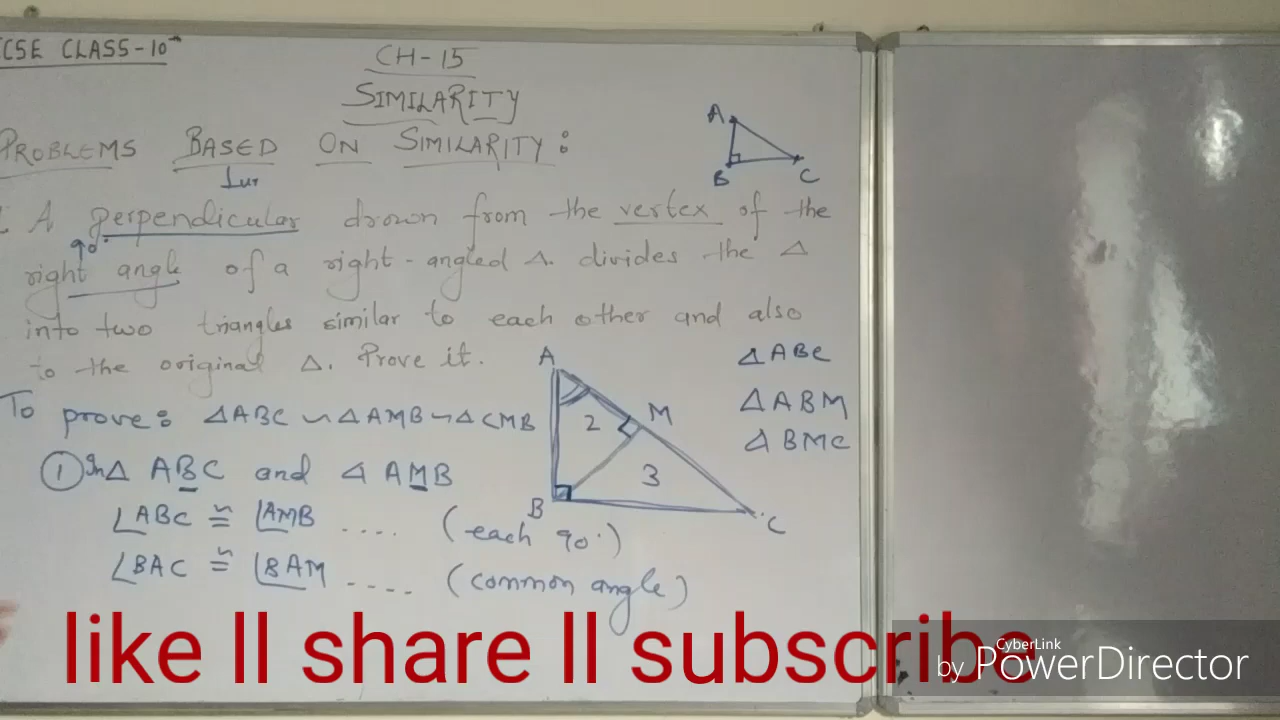 CSE CLASS-10
CH-15
SIMILARITY
PROBLEMS BASED ON SIMILARITY:
A
B
C
A perpendicular drown from the vertex of the
90°
right angle of a right-angled Δ. divides the Δ
into two triangles similar to each other and also
to the original Δ. Prove it.
To prove: ΔABC ∽ ΔAMB ∽ ΔCMB
A
2
M
3
B
C
ΔABC
ΔABM
ΔBMC
① In Δ ABC and Δ AMB
∠ABC ≅ ∠AMB .... (each 90°)
∠BAC ≅ ∠BAM .... (common angle)
like ll share ll subscribe
by CyberLink PowerDirector